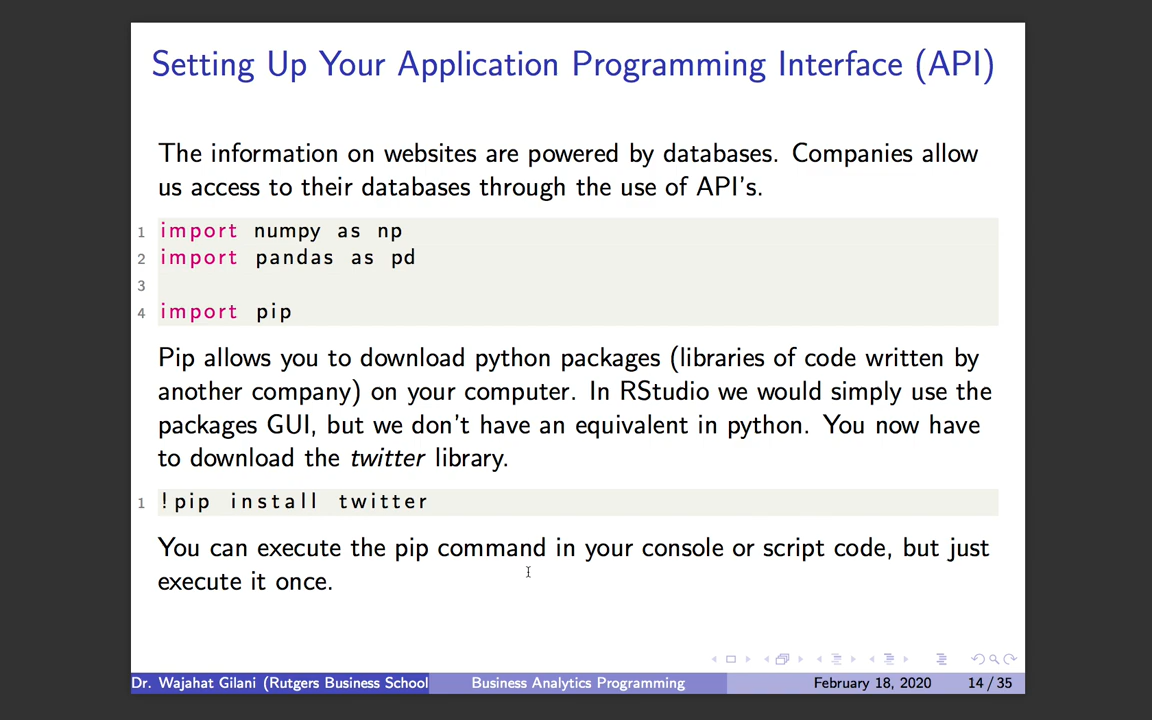 Setting Up Your Application Programming Interface (API)
The information on websites are powered by databases. Companies allow
us access to their databases through the use of API's.
1 import numpy as np
2 import pandas as pd
3
4 import pip
Pip allows you to download python packages (libraries of code written by
another company) on your computer. In RStudio we would simply use the
packages GUI, but we don't have an equivalent in python. You now have
to download the twitter library.
1 !pip install twitter
You can execute the pip command in your console or script code, but just
execute it once.
Dr. Wajahat Gilani (Rutgers Business School Business Analytics Programming February 18, 2020 14 / 35